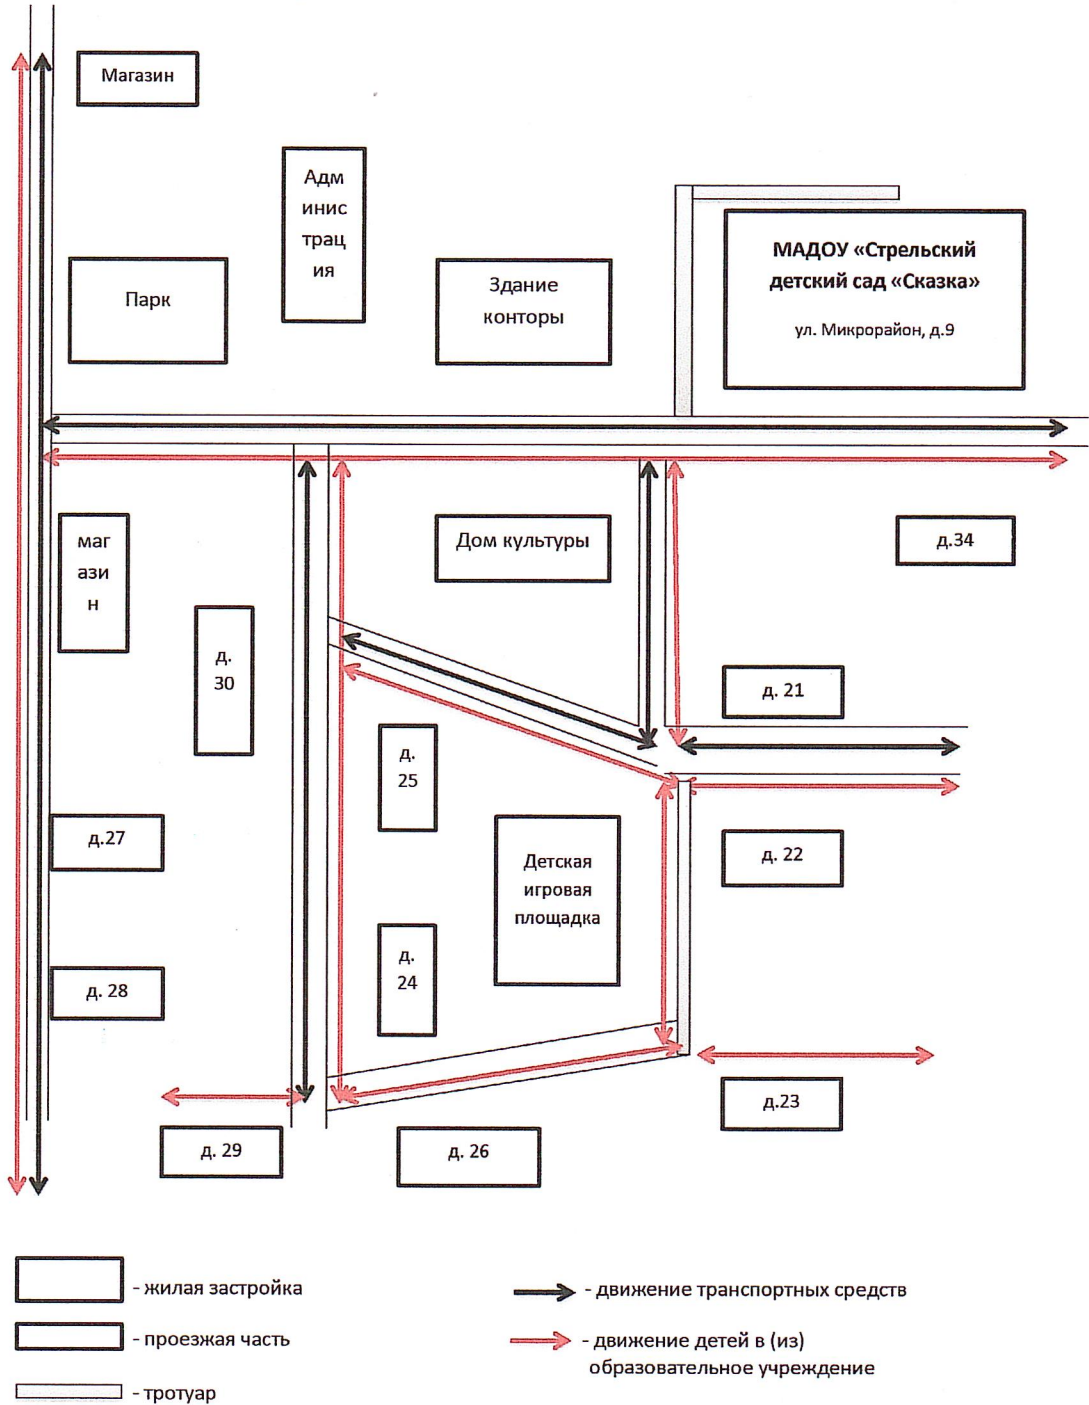 Магазин
Адм
инис
трац
ия
Парк
Здание
конторы
МАДОУ «Стрельский
детский сад «Сказка»
ул. Микрорайон, д.9
маг
ази
н
Дом культуры
д.34
д.
30
д. 21
д.
25
д.27
д. 22
Детская
игровая
площадка
д.
24
д. 28
д.23
д. 29
д. 26
- жилая застройка
- проезжая часть
- тротуар
- движение транспортных средств
- движение детей в (из)
образовательное учреждение